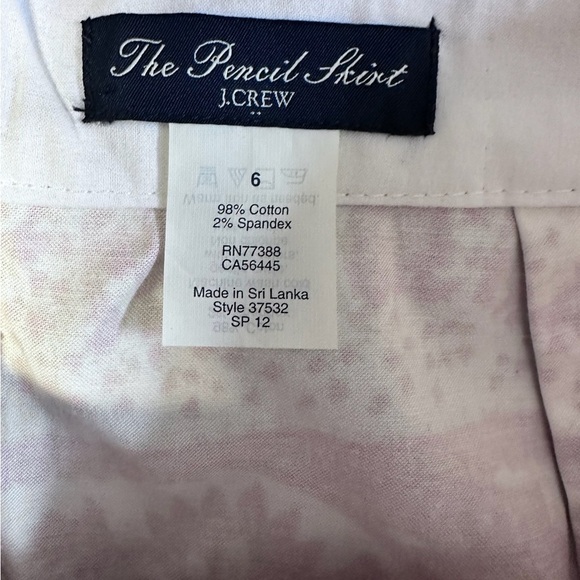 The Pencil Skirt
J.CREW
6
98% Cotton
2% Spandex
RN77388
CA56445
Made in Sri Lanka
Style 37532
SP 12